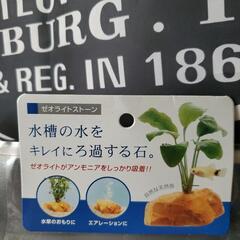 BURG
& REG. IN 186
ゼオライトストーン
水槽の水を
キレイにろ過する石。
ゼオライトがアンモニアをしっかり吸着!!
水草のおもりに
エアレーションに